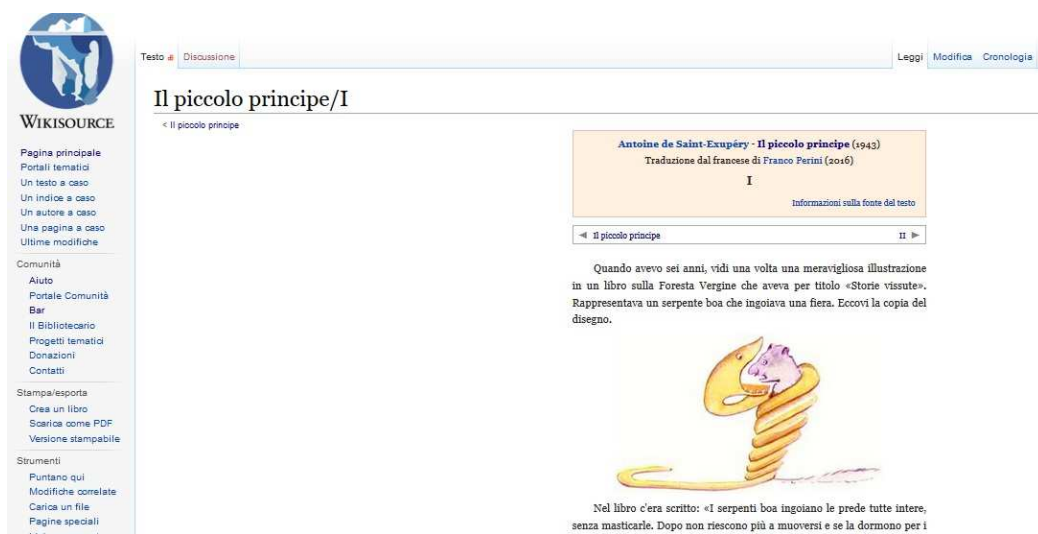 Testo
Discussione
Leggi
Modifica
Cronologia
WIKISOURCE
Il piccolo principe/I
< Il piccolo principe
Pagina principale
Portali tematici
Un testo a caso
Un indice a caso
Un autore a caso
Una pagina a caso
Ultime modifiche
Comunità
Aiuto
Portale Comunità
Bar
Il Bibliotecario
Progetti tematici
Donazioni
Contatti
Stampa/esporta
Crea un libro
Scarica come PDF
Versione stampabile
Strumenti
Puntano qui
Modifiche correlate
Carica un file
Pagine speciali
Antoine de Saint-Exupéry - Il piccolo principe (1943)
Traduzione dal francese di Franco Perini (2016)
I
Informazioni sulla fonte del testo
◄ Il piccolo principe
II ►
Quando avevo sei anni, vidi una volta una meravigliosa illustrazione
in un libro sulla Foresta Vergine che aveva per titolo «Storie vissute».
Rappresentava un serpente boa che ingoiava una fiera. Eccovi la copia del
disegno.
Nel libro c'era scritto: «I serpenti boa ingoiano le prede tutte intere,
senza masticarle. Dopo non riescono più a muoversi e se la dormono per i